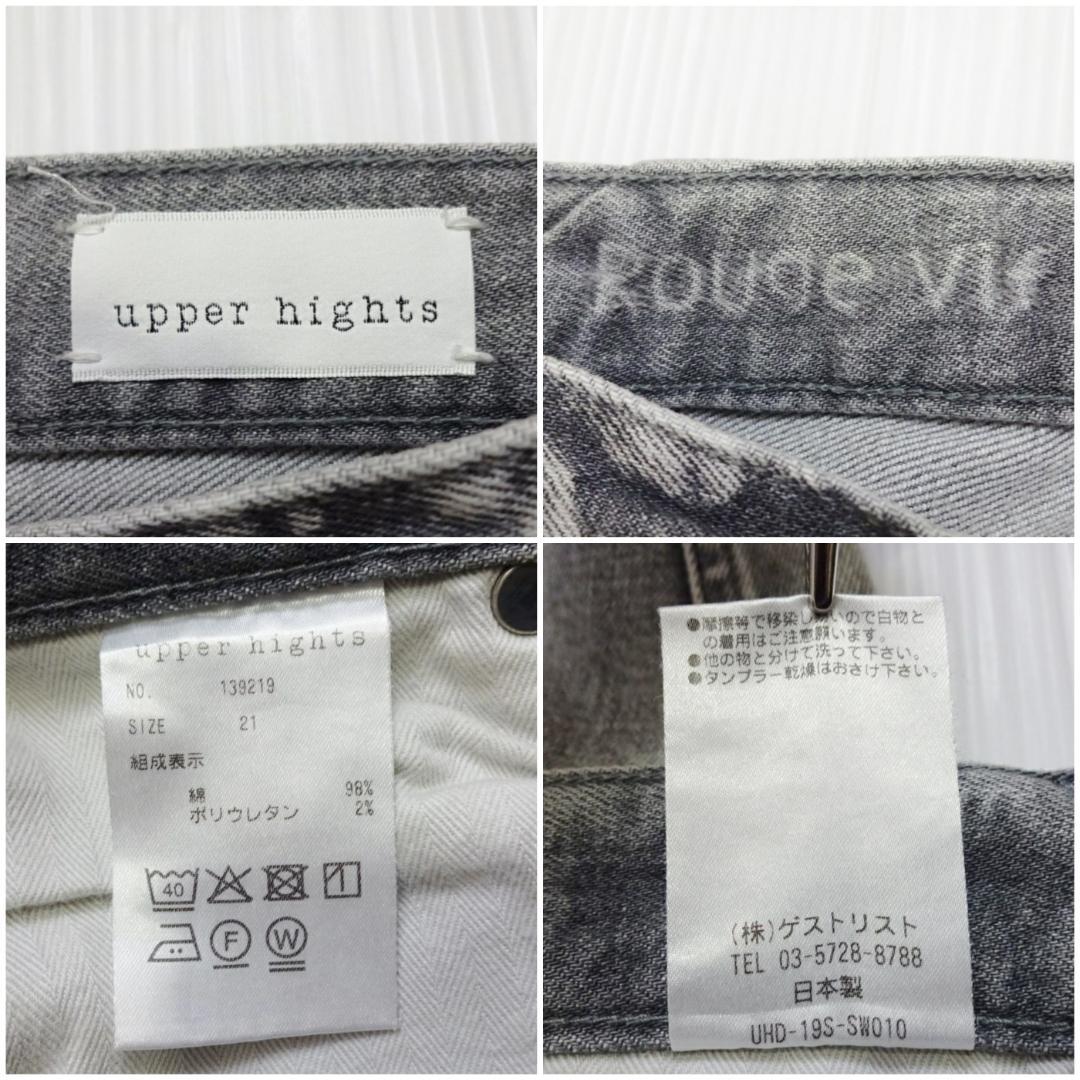 upper hights
Rouge vif
upper hights
NO. 139219
SIZE 21
組成表示
綿 98%
ポリウレタン 2%
40
F W
●摩擦等で移染し易いので白物と
の着用はご注意願います。
●他の物と分けて洗って下さい。
●タンブラー乾燥はおさけ下さい。
(株)ゲストリスト
TEL 03-5728-8788
日本製
UHD-19S-SW010